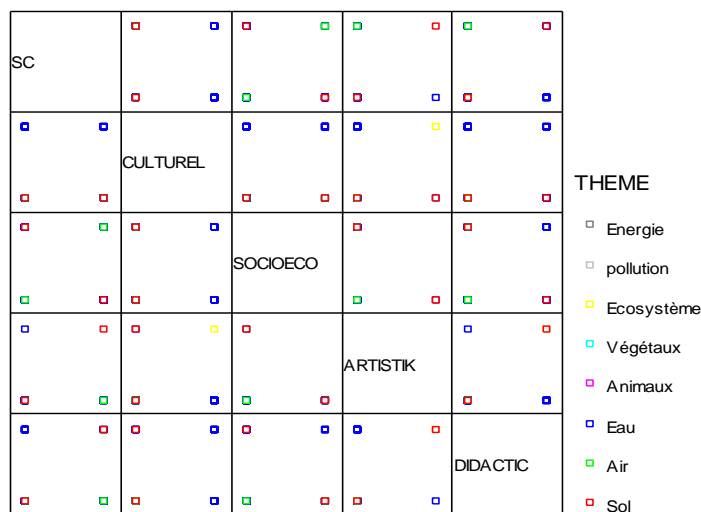 SC
CULTUREL
SOCIOECO
ARTISTIK
DIDACTIC
THEME
Energie
pollution
Ecosystème
Végétaux
Animaux
Eau
Air
Sol